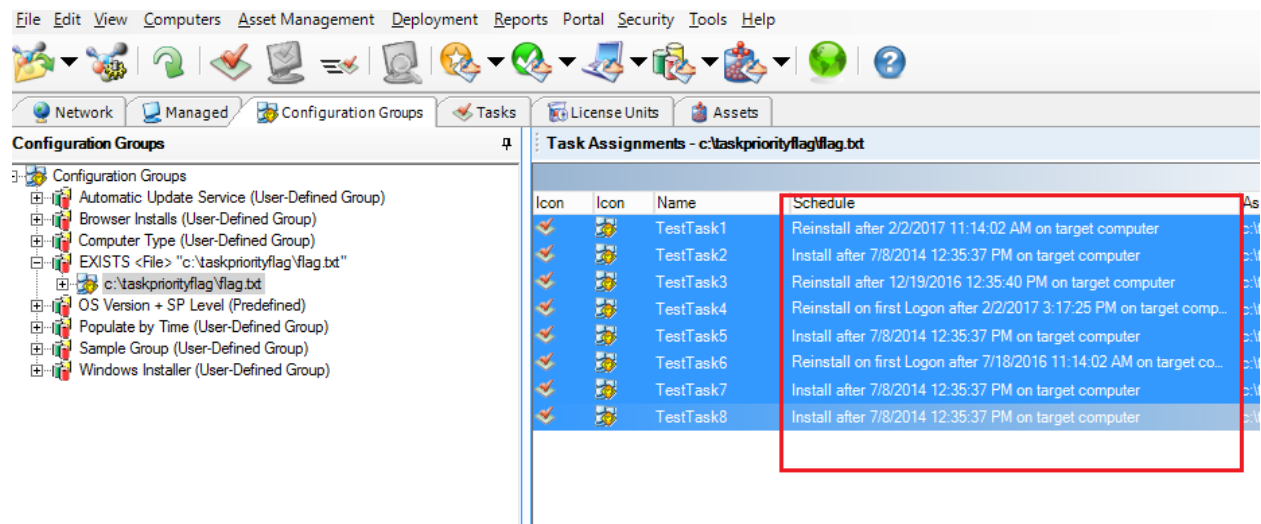 File Edit View Computers Asset Management Deployment Reports Portal Security Tools Help
Network Managed Configuration Groups Tasks License Units Assets
Configuration Groups
Task Assignments - c:\taskpriorityflag\flag.txt
Configuration Groups
Automatic Update Service (User-Defined Group)
Browser Installs (User-Defined Group)
Computer Type (User-Defined Group)
EXISTS <File> "c:\taskpriorityflag\flag.txt"
c:\taskpriorityflag\flag.txt
OS Version + SP Level (Predefined)
Populate by Time (User-Defined Group)
Sample Group (User-Defined Group)
Windows Installer (User-Defined Group)
Icon Icon Name Schedule As
TestTask1 Reinstall after 2/2/2017 11:14:02 AM on target computer c:\t
TestTask2 Install after 7/8/2014 12:35:37 PM on target computer c:\t
TestTask3 Reinstall after 12/19/2016 12:35:40 PM on target computer c:\t
TestTask4 Reinstall on first Logon after 2/2/2017 3:17:25 PM on target comp... c:\t
TestTask5 Install after 7/8/2014 12:35:37 PM on target computer c:\t
TestTask6 Reinstall on first Logon after 7/18/2016 11:14:02 AM on target co... c:\t
TestTask7 Install after 7/8/2014 12:35:37 PM on target computer c:\t
TestTask8 Install after 7/8/2014 12:35:37 PM on target computer c:\t